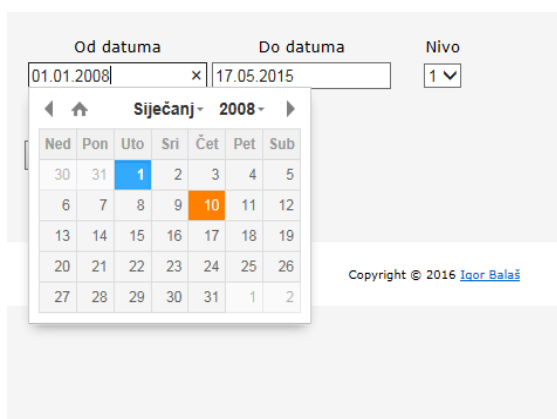 Od datuma Do datuma Nivo
01.01.2008 × 17.05.2015 1
Siječanj 2008
Ned Pon Uto Sri Čet Pet Sub
30 31 1 2 3 4 5
6 7 8 9 10 11 12
13 14 15 16 17 18 19
20 21 22 23 24 25 26
Copyright © 2016 Igor Balaš
27 28 29 30 31 1 2